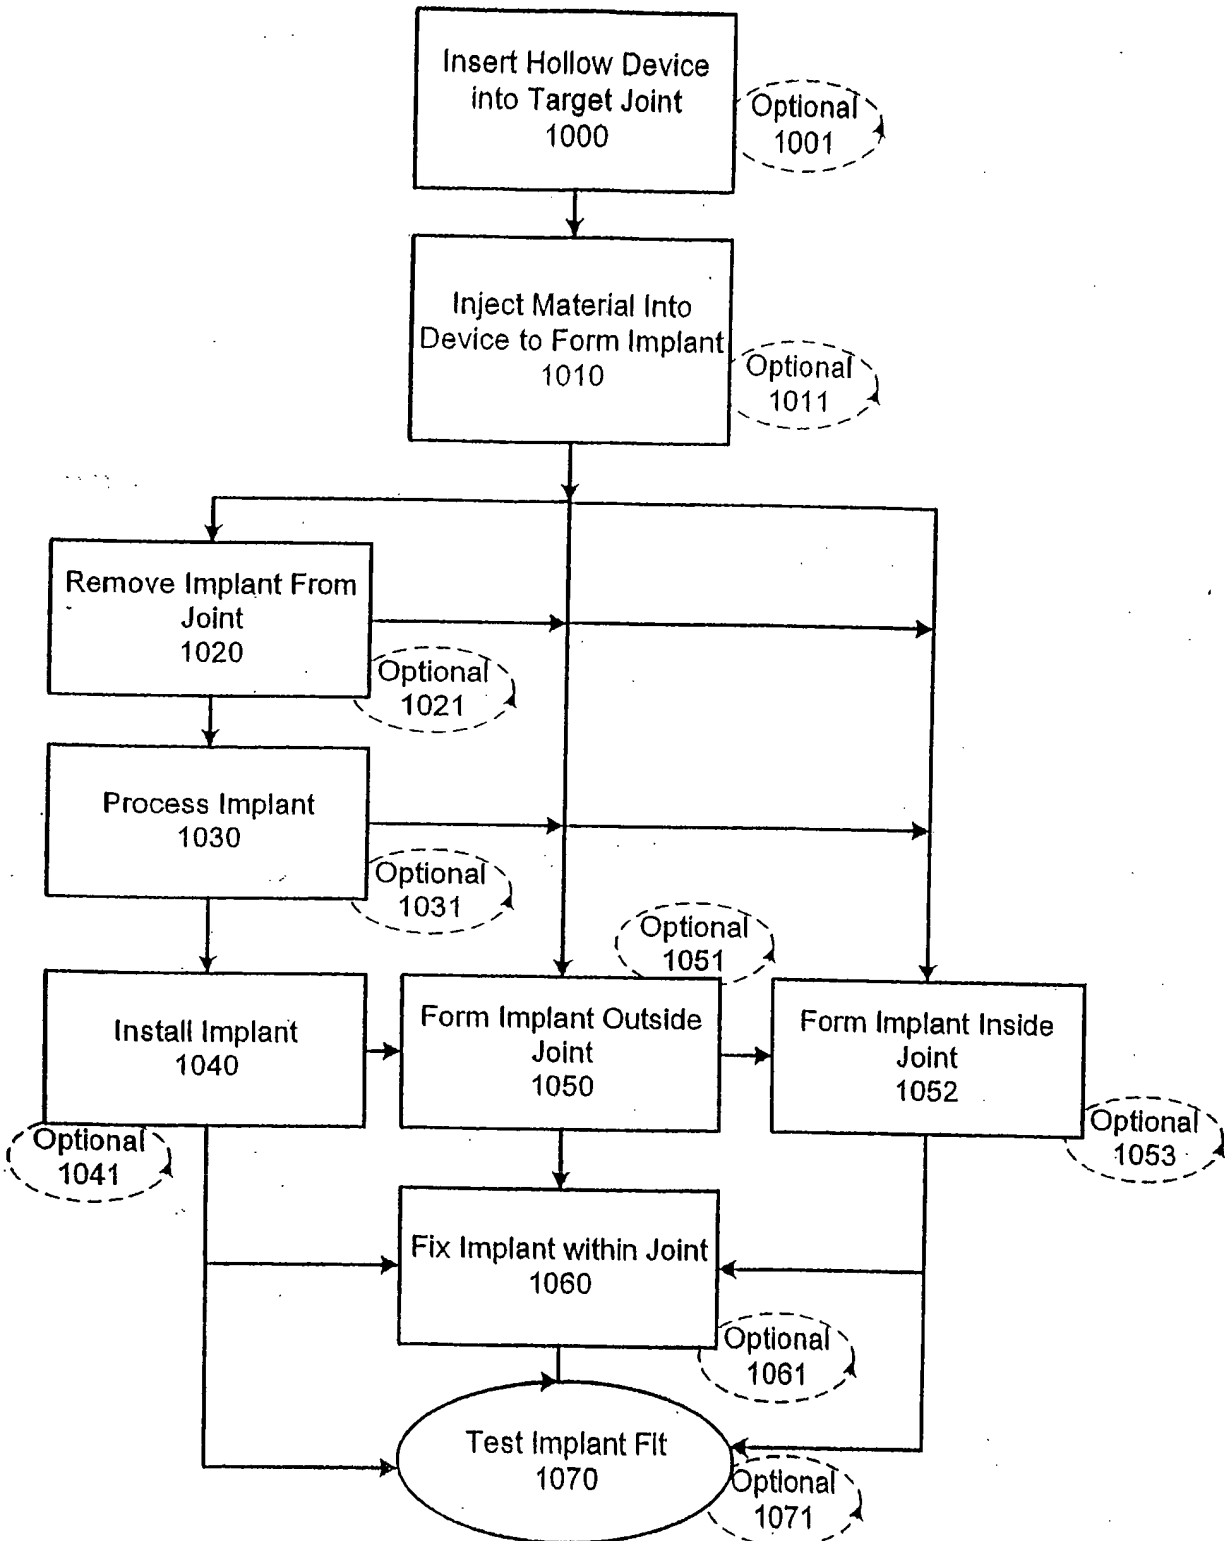 Insert Hollow Device
into Target Joint
1000
Optional
1001
Inject Material Into
Device to Form Implant
1010
Optional
1011
Remove Implant From
Joint
1020
Optional
1021
Process Implant
1030
Optional
1031
Install Implant
1040
Optional
1041
Optional
1051
Form Implant Outside
Joint
1050
Form Implant Inside
Joint
1052
Optional
1053
Fix Implant within Joint
1060
Optional
1061
Test Implant Fit
1070
Optional
1071